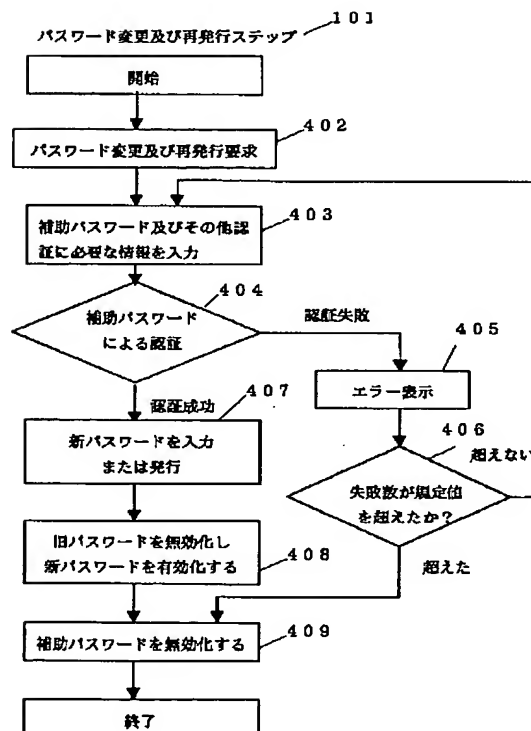 101
パスワード変更及び再発行ステップ
開始
402
パスワード変更及び再発行要求
403
補助パスワード及びその他認
証に必要な情報を入力
404
補助パスワード
による認証
認証失敗
405
エラー表示
407
認証成功
新パスワードを入力
または発行
406
超えない
失敗数が規定値
を超えたか？
旧パスワードを無効化し
新パスワードを有効化する
408
超えた
補助パスワードを無効化する
409
終了